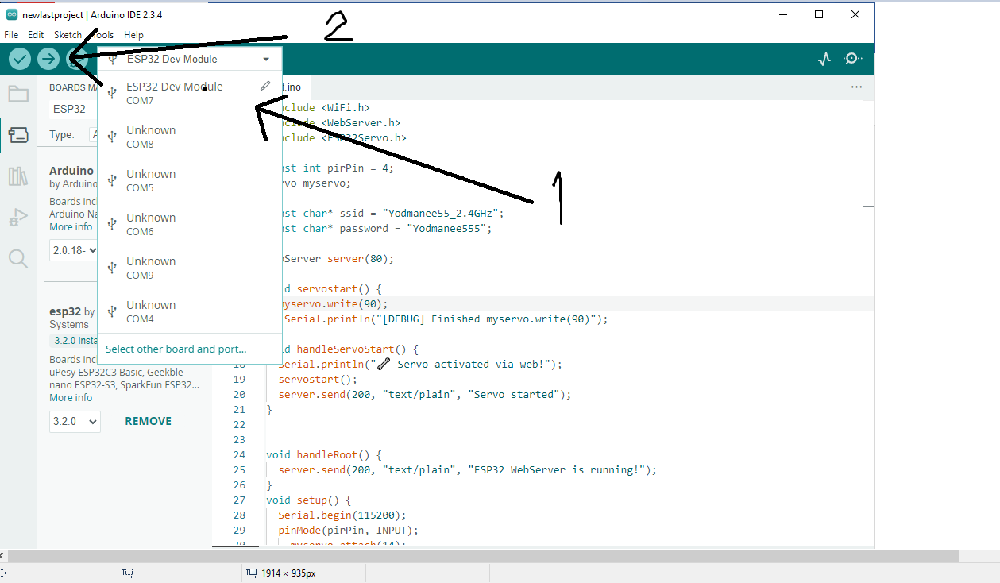 newlastproject | Arduino IDE 2.3.4
2
File Edit Sketch Tools Help
ESP32 Dev Module
BOARDS MA
ESP32 Dev Module
COM7
t.ino
ESP32
clude <WiFi.h>
Unknown
COM8
clude <WebServer.h>
Type: A
clude <ESP32Servo.h>
1
Arduino
by Arduino
Unknown
COM5
nst int pirPin = 4;
rvo myservo;
Boards inc
Arduino Na
More info
Unknown
COM6
nst char* ssid = "Yodmanee55_2.4GHz";
nst char* password = "Yodmanee555";
2.0.18-
Unknown
COM9
bServer server(80);
id servostart() {
myservo.write(90);
Serial.println("[DEBUG] Finished myservo.write(90)");
esp32 by
Systems
Unknown
COM4
3.2.0 insta
Select other board and port...
id handleServoStart() {
Boards inc
uPesy ESP32C3 Basic, Geekble
nano ESP32-S3, SparkFun ESP32...
More info
18 Serial.println("🔗 Servo activated via web!");
19 servostart();
20 server.send(200, "text/plain", "Servo started");
21 }
3.2.0 REMOVE
22
23
24 void handleRoot() {
25 server.send(200, "text/plain", "ESP32 WebServer is running!");
26 }
27 void setup() {
28 Serial.begin(115200);
29 pinMode(pirPin, INPUT);
30 myservo.attach(14);
1914 × 935px